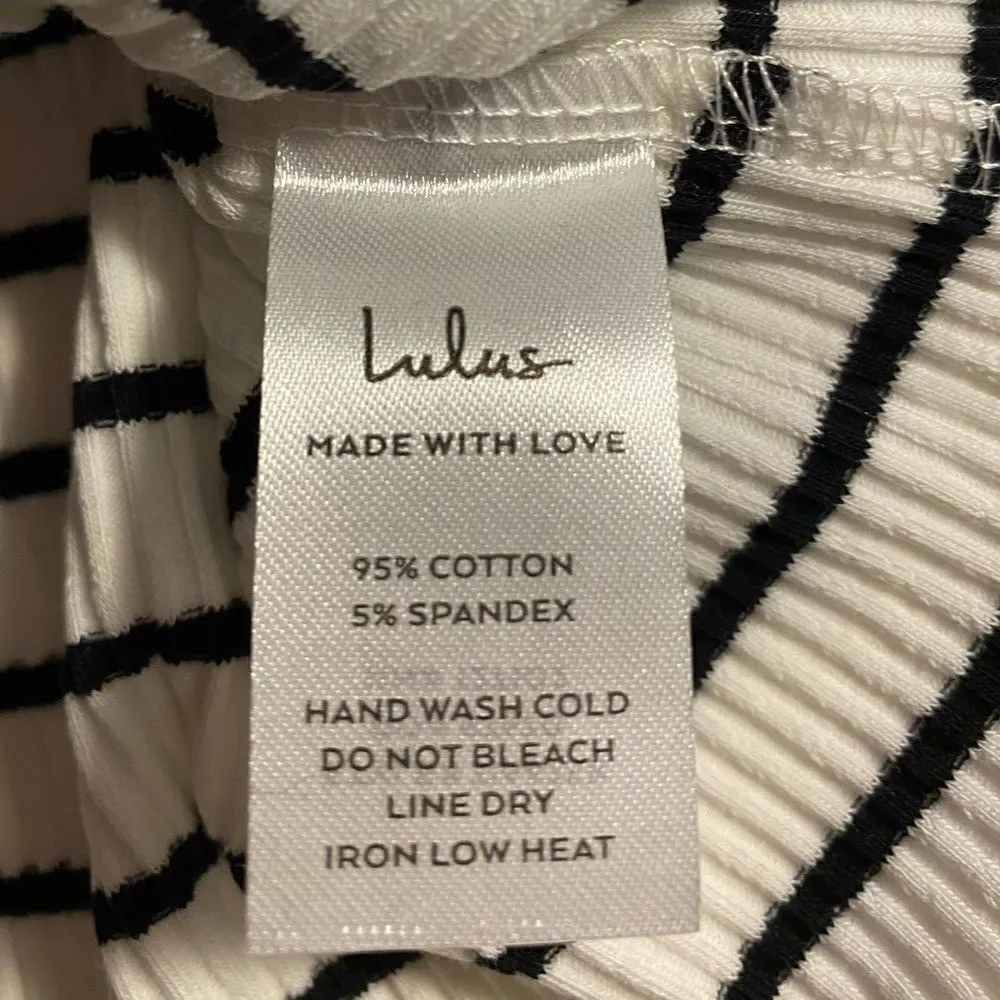 Lulus
MADE WITH LOVE
95% COTTON
5% SPANDEX
HAND WASH COLD
DO NOT BLEACH
LINE DRY
IRON LOW HEAT